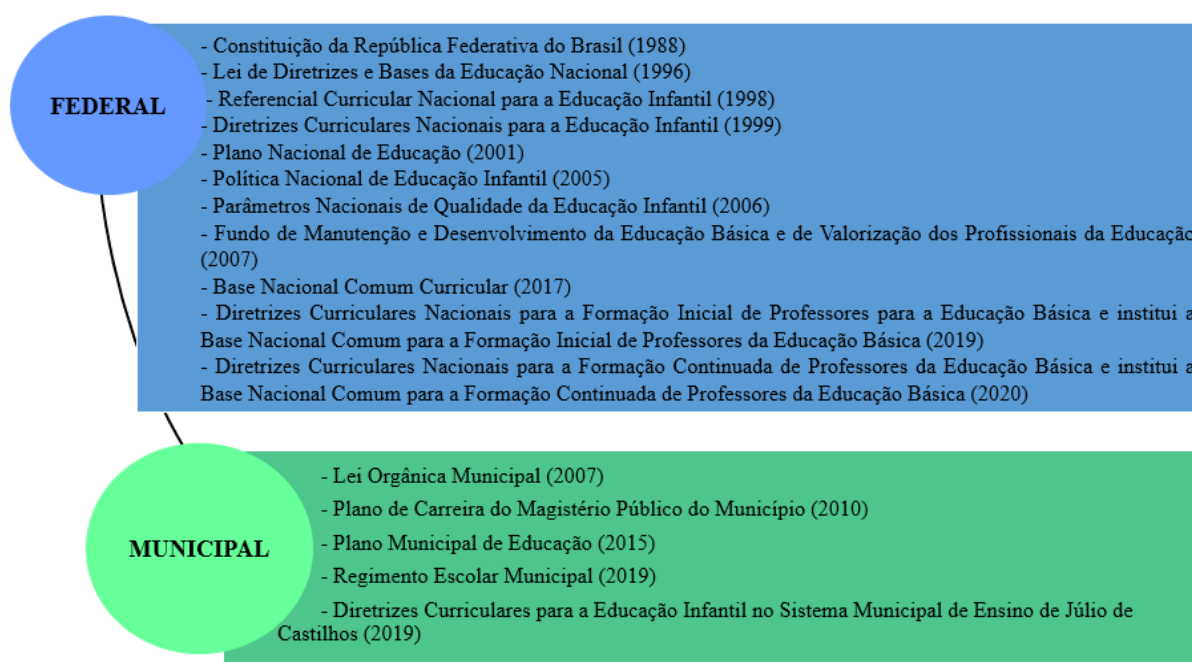 FEDERAL
- Constituição da República Federativa do Brasil (1988)
- Lei de Diretrizes e Bases da Educação Nacional (1996)
- Referencial Curricular Nacional para a Educação Infantil (1998)
- Diretrizes Curriculares Nacionais para a Educação Infantil (1999)
- Plano Nacional de Educação (2001)
- Política Nacional de Educação Infantil (2005)
- Parâmetros Nacionais de Qualidade da Educação Infantil (2006)
- Fundo de Manutenção e Desenvolvimento da Educação Básica e de Valorização dos Profissionais da Educação
(2007)
- Base Nacional Comum Curricular (2017)
- Diretrizes Curriculares Nacionais para a Formação Inicial de Professores para a Educação Básica e institui a
Base Nacional Comum para a Formação Inicial de Professores da Educação Básica (2019)
- Diretrizes Curriculares Nacionais para a Formação Continuada de Professores da Educação Básica e institui a
Base Nacional Comum para a Formação Continuada de Professores da Educação Básica (2020)
MUNICIPAL
- Lei Orgânica Municipal (2007)
- Plano de Carreira do Magistério Público do Município (2010)
- Plano Municipal de Educação (2015)
- Regimento Escolar Municipal (2019)
- Diretrizes Curriculares para a Educação Infantil no Sistema Municipal de Ensino de Júlio de
Castilhos (2019)